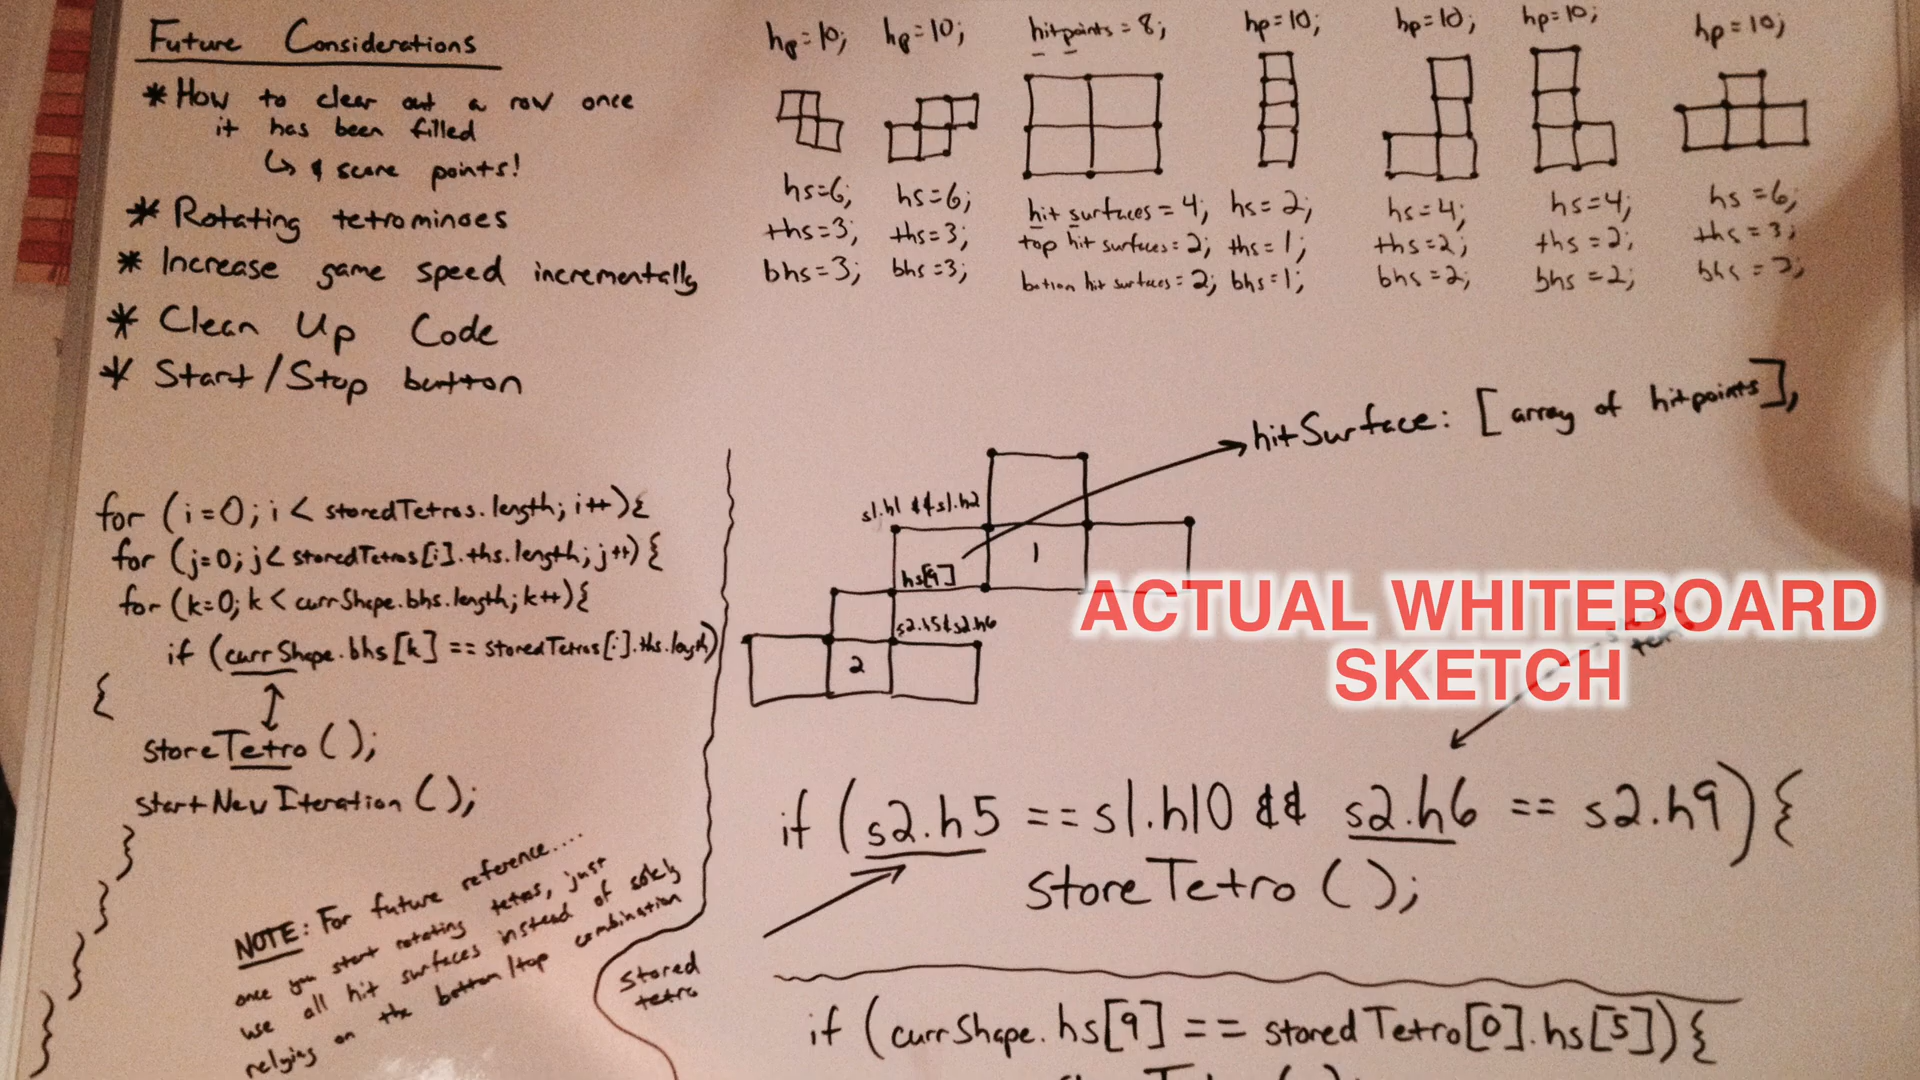 Future Considerations
* How to clear out a row once
it has been filled
↳ & score points!
* Rotating tetrominoes
* Increase game speed incrementally
* Clean Up Code
* Start/Stop button
hp=10;
hs=6;
ths=3;
bhs=3;
hp=10;
hs=6;
ths=3;
bhs=3;
hitpoints=8;
hit surfaces=4;
top hit surfaces=2;
bottom hit surfaces=2;
hp=10;
hs=2;
ths=1;
bhs=1;
hp=10;
hs=4;
ths=2;
bhs=2;
hp=10;
hs=4;
ths=2;
bhs=2;
hp=10;
hs=6;
ths=3;
bhs=3;
hitSurface: [array of hitpoints],
s1.h1 && s1.h2
1
hs[9]
s2.h5 & s2.h6
2
ACTUAL WHITEBOARD
SKETCH
for (i=0; i < storedTetros.length; i++){
for (j=0; j< storedTetros[i].ths.length; j++){
for (k=0; k < currShape.bhs.length; k++){
if (currShape.bhs[k] == storedTetros[i].ths.length)
{
storeTetro();
startNewIteration();
}
}
}
}
NOTE: For future reference....
once you start rotating tetros, just
use all hit surfaces instead of solely
relying on the bottom/top combination
if (s2.h5 == s1.h10 && s2.h6 == s2.h9){
storeTetro();
stored
tetro
if (currShape.hs[9] == storedTetro[0].hs[5]){